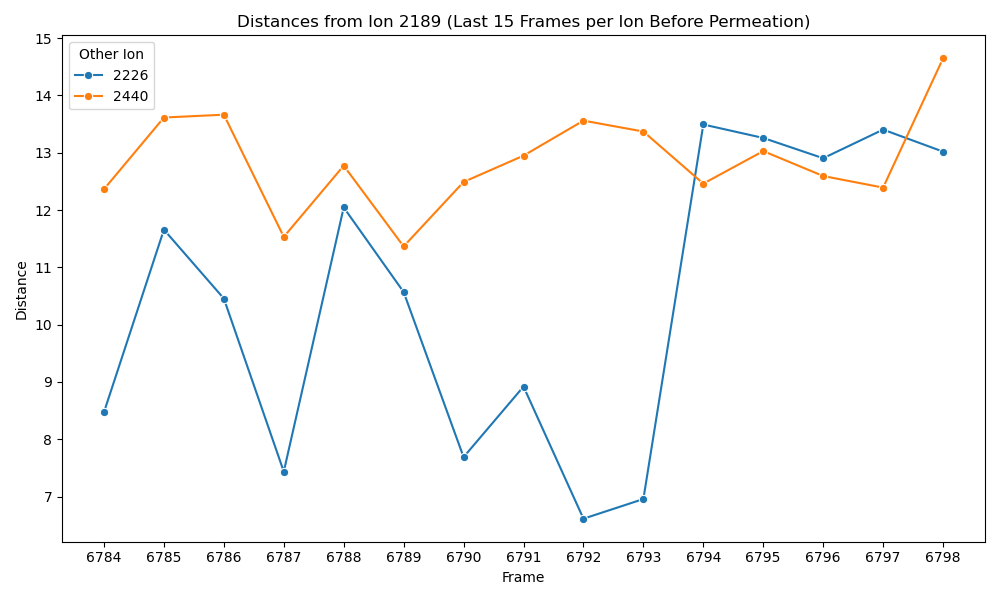 Distances from Ion 2189 (Last 15 Frames per Ion Before Permeation)
Other Ion
2226
2440
Distance
15
14
13
12
11
10
9
8
7
6784 6785 6786 6787 6788 6789 6790 6791 6792 6793 6794 6795 6796 6797 6798
Frame